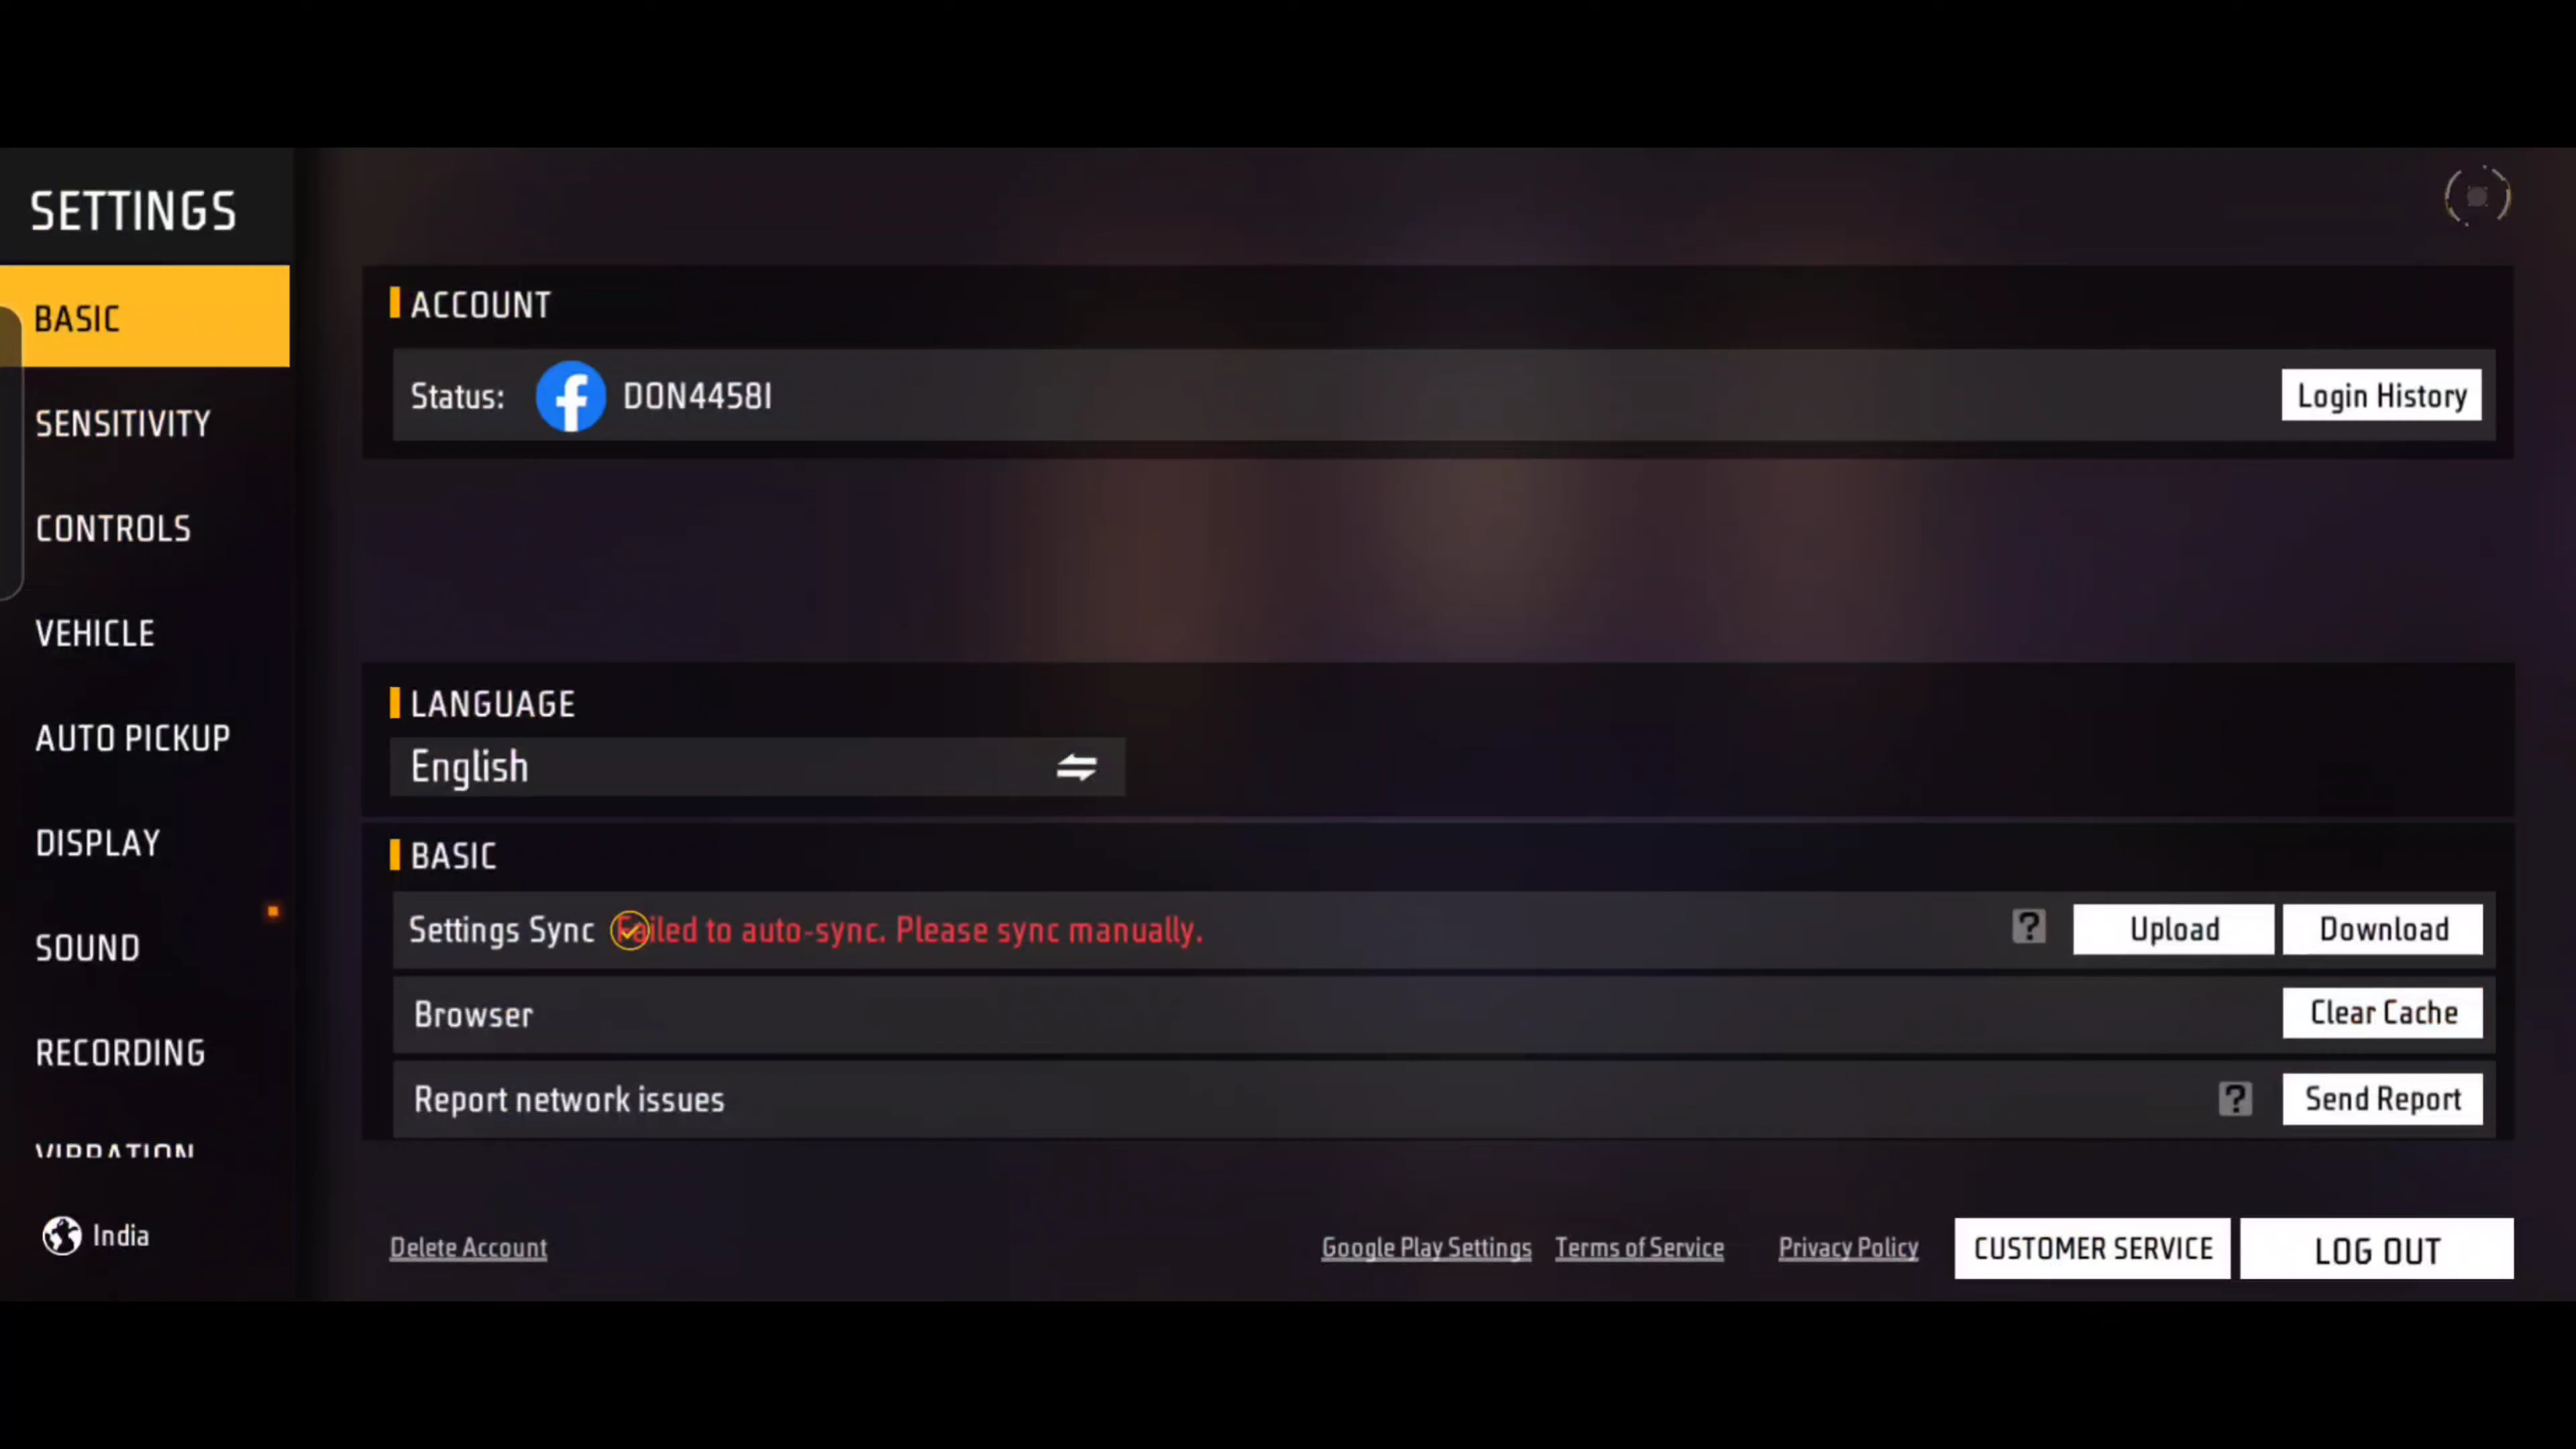 SETTINGS
BASIC
SENSITIVITY
CONTROLS
VEHICLE
AUTO PICKUP
DISPLAY
SOUND
RECORDING
VIBRATION
India
ACCOUNT
Status: DON4458I
Login History
LANGUAGE
English
BASIC
Settings Sync Failed to auto-sync. Please sync manually. ? Upload Download
Browser Clear Cache
Report network issues ? Send Report
Delete Account Google Play Settings Terms of Service Privacy Policy CUSTOMER SERVICE LOG OUT